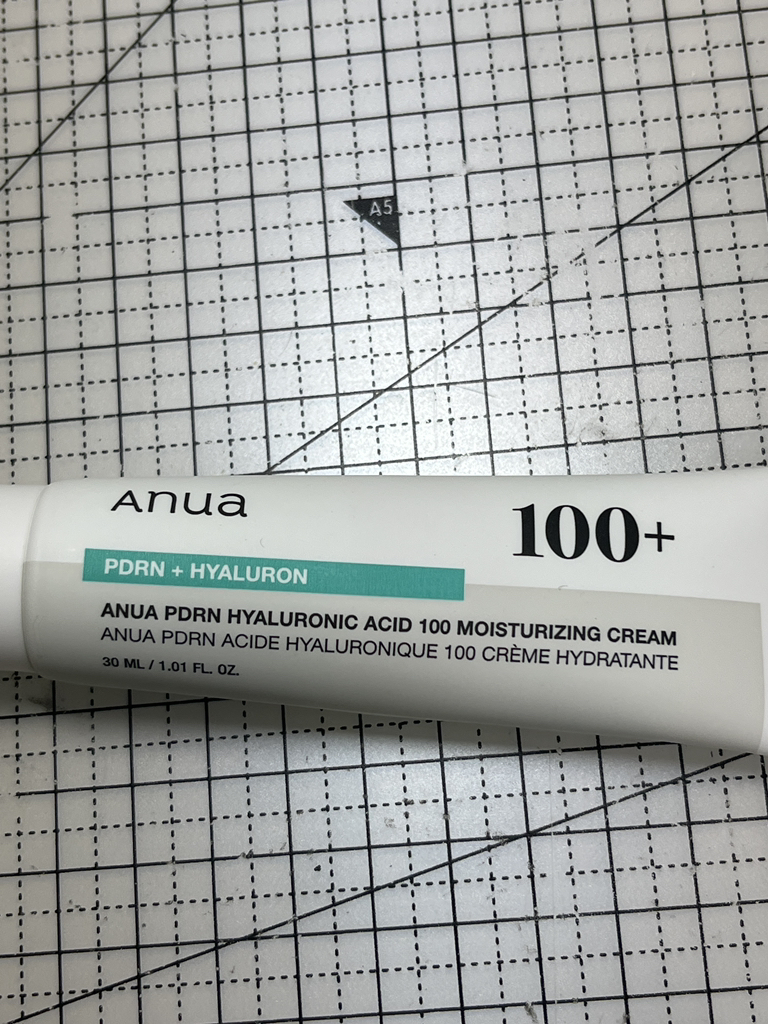 A5
Anua
100+
PDRN + HYALURON
ANUA PDRN HYALURONIC ACID 100 MOISTURIZING CREAM
ANUA PDRN ACIDE HYALURONIQUE 100 CRÈME HYDRATANTE
30 ML / 1.01 FL. OZ.